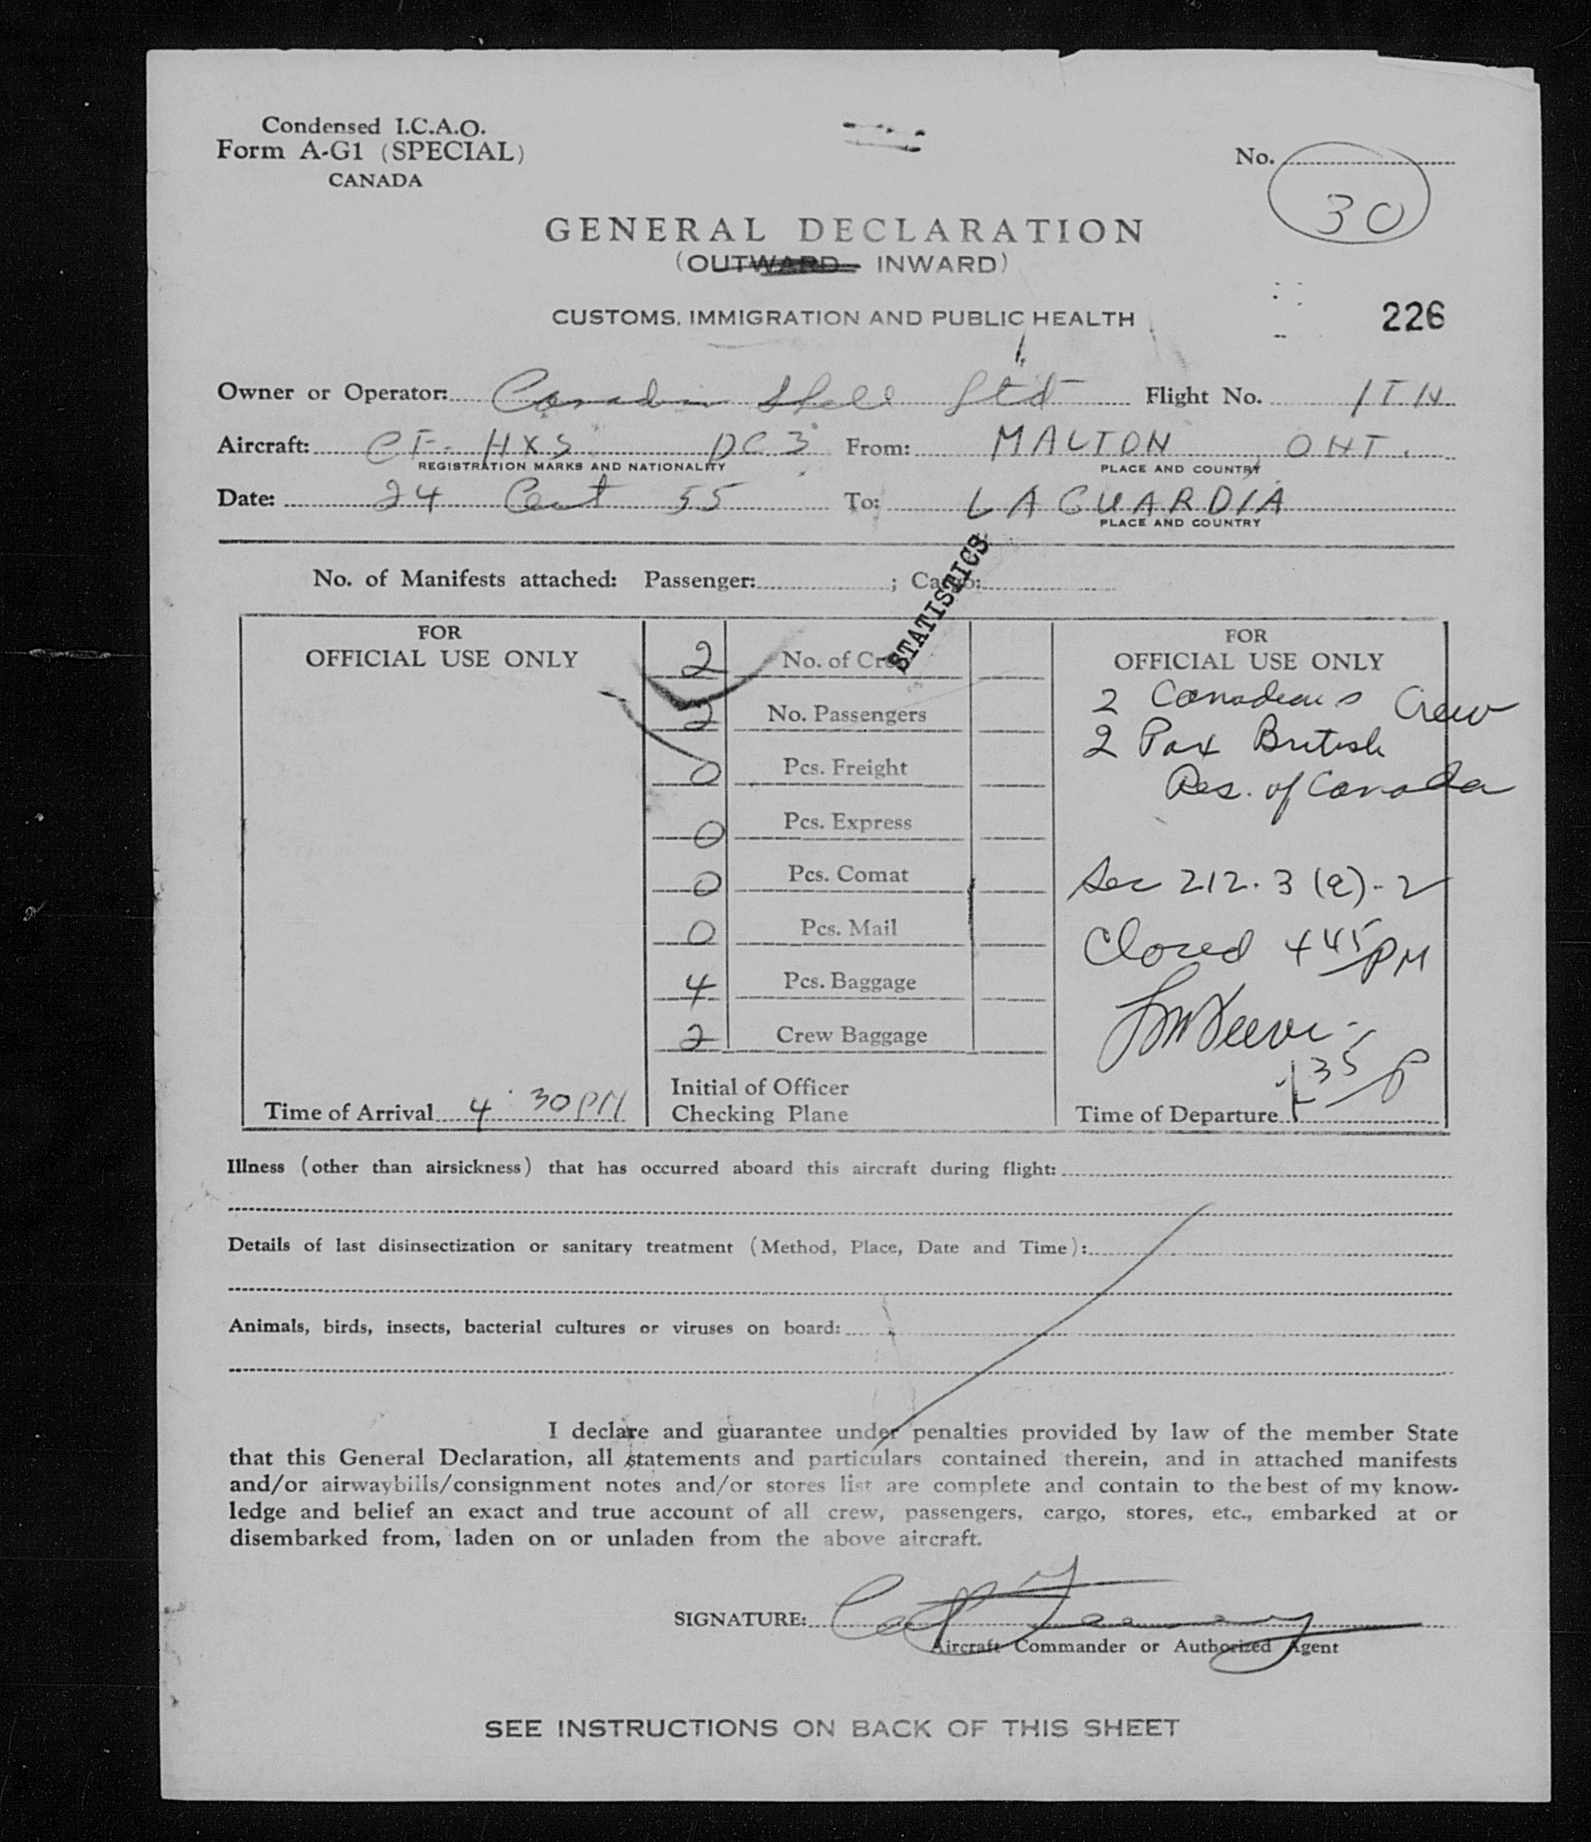 Condensed I.C.A.O.
Form A-G1 (SPECIAL)
CANADA
No.
30
GENERAL DECLARATION
(OUTWARD INWARD)
CUSTOMS, IMMIGRATION AND PUBLIC HEALTH
226
Owner or Operator: Canadian Shell Ltd Flight No.
Aircraft: CF-HXS DC3 From: MALTON, ONT.
REGISTRATION MARKS AND NATIONALITY PLACE AND COUNTRY
Date: 24 55 To: LAGUARDIA
PLACE AND COUNTRY
STATISTICS
No. of Manifests attached: Passenger: ; Cargo:
FOR
OFFICIAL USE ONLY
2 No. of Crew
2 No. Passengers
0 Pcs. Freight
0 Pcs. Express
0 Pcs. Comat
0 Pcs. Mail
4 Pcs. Baggage
2 Crew Baggage
Initial of Officer
Checking Plane
Time of Arrival 4:30PM
FOR
OFFICIAL USE ONLY
2 Canadians Crew
2 Pax British
Res. of Canada
Sec 212.3 (a)-2
Closed 445 PM
35 P
Time of Departure
Illness (other than airsickness) that has occurred aboard this aircraft during flight:
Details of last disinsectization or sanitary treatment (Method, Place, Date and Time):
Animals, birds, insects, bacterial cultures or viruses on board:
I declare and guarantee under penalties provided by law of the member State
that this General Declaration, all statements and particulars contained therein, and in attached manifests
and/or airwaybills/consignment notes and/or stores list are complete and contain to the best of my know-
ledge and belief an exact and true account of all crew, passengers, cargo, stores, etc., embarked at or
disembarked from, laden on or unladen from the above aircraft.
SIGNATURE:
Aircraft Commander or Authorized Agent
SEE INSTRUCTIONS ON BACK OF THIS SHEET